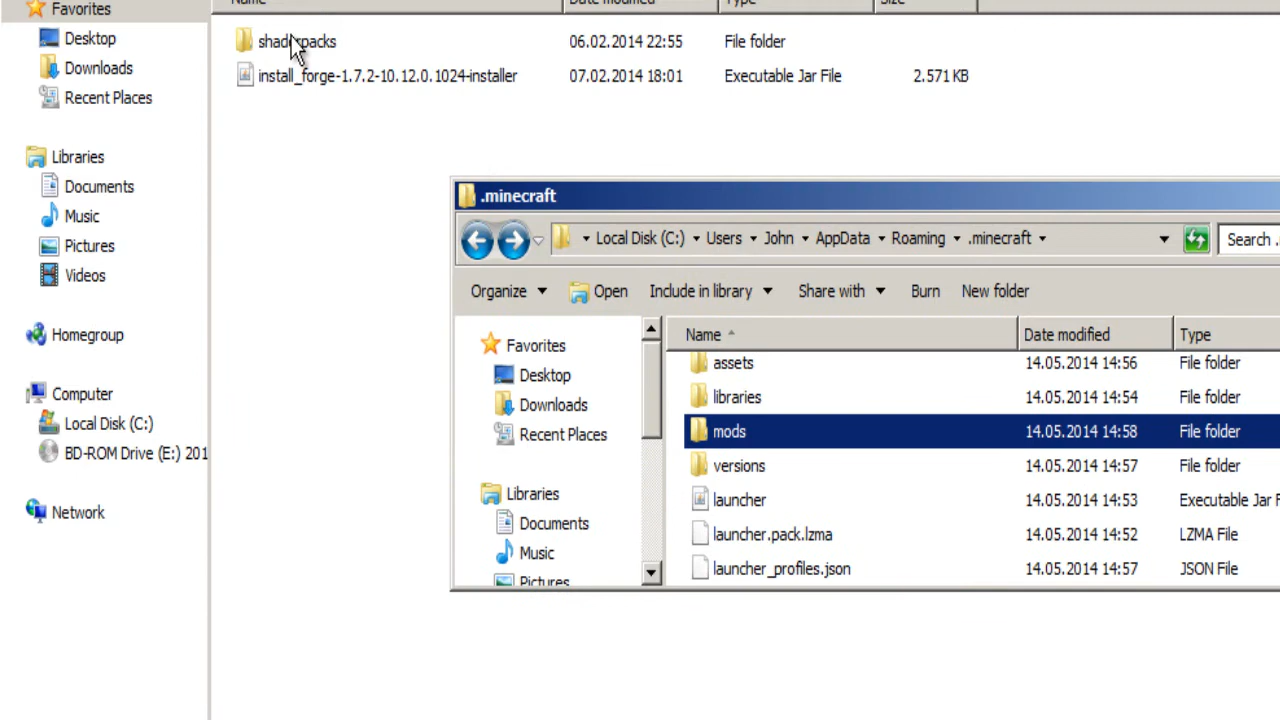 Favorites
Desktop
Downloads
Recent Places
Libraries
Documents
Music
Pictures
Videos
Homegroup
Computer
Local Disk (C:)
BD-ROM Drive (E:) 201
Network
Name Date modified Type Size
shaderpacks 06.02.2014 22:55 File folder
install_forge-1.7.2-10.12.0.1024-installer 07.02.2014 18:01 Executable Jar File 2.571 KB
.minecraft
Local Disk (C:) Users John AppData Roaming .minecraft Search .
Organize Open Include in library Share with Burn New folder
Favorites
Desktop
Downloads
Recent Places
Libraries
Documents
Music
Pictures
Name Date modified Type
assets 14.05.2014 14:56 File folder
libraries 14.05.2014 14:54 File folder
mods 14.05.2014 14:58 File folder
versions 14.05.2014 14:57 File folder
launcher 14.05.2014 14:53 Executable Jar F
launcher.pack.lzma 14.05.2014 14:52 LZMA File
launcher_profiles.json 14.05.2014 14:57 JSON File